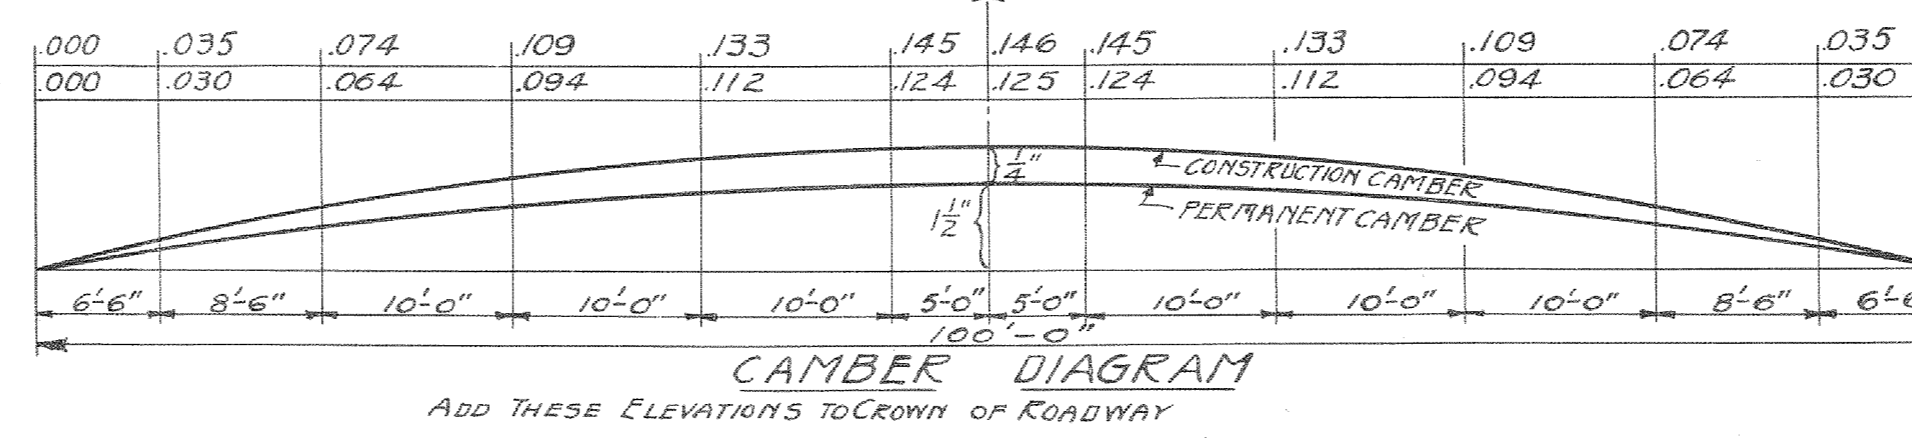 .000 .035 .074 .109 .133 .145 .146 .145 .133 .109 .074 .035
.000 .030 .064 .094 .112 .124 .125 .124 .112 .094 .064 .030
1/4"
CONSTRUCTION CAMBER
1 1/2"
PERMANENT CAMBER
6'-6" 8'-6" 10'-0" 10'-0" 10'-0" 5'-0" 5'-0" 10'-0" 10'-0" 10'-0" 8'-6" 6'-6
100'-0"
CAMBER DIAGRAM
ADD THESE ELEVATIONS TO CROWN OF ROADWAY